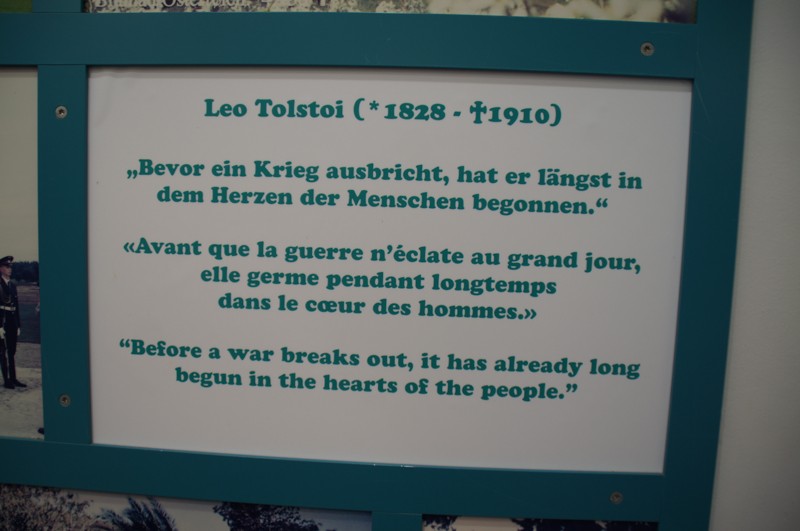 Leo Tolstoi (*1828 - ✝1910)
„Bevor ein Krieg ausbricht, hat er längst in
dem Herzen der Menschen begonnen.“
«Avant que la guerre n’éclate au grand jour,
elle germe pendant longtemps
dans le cœur des hommes.»
“Before a war breaks out, it has already long
begun in the hearts of the people.”